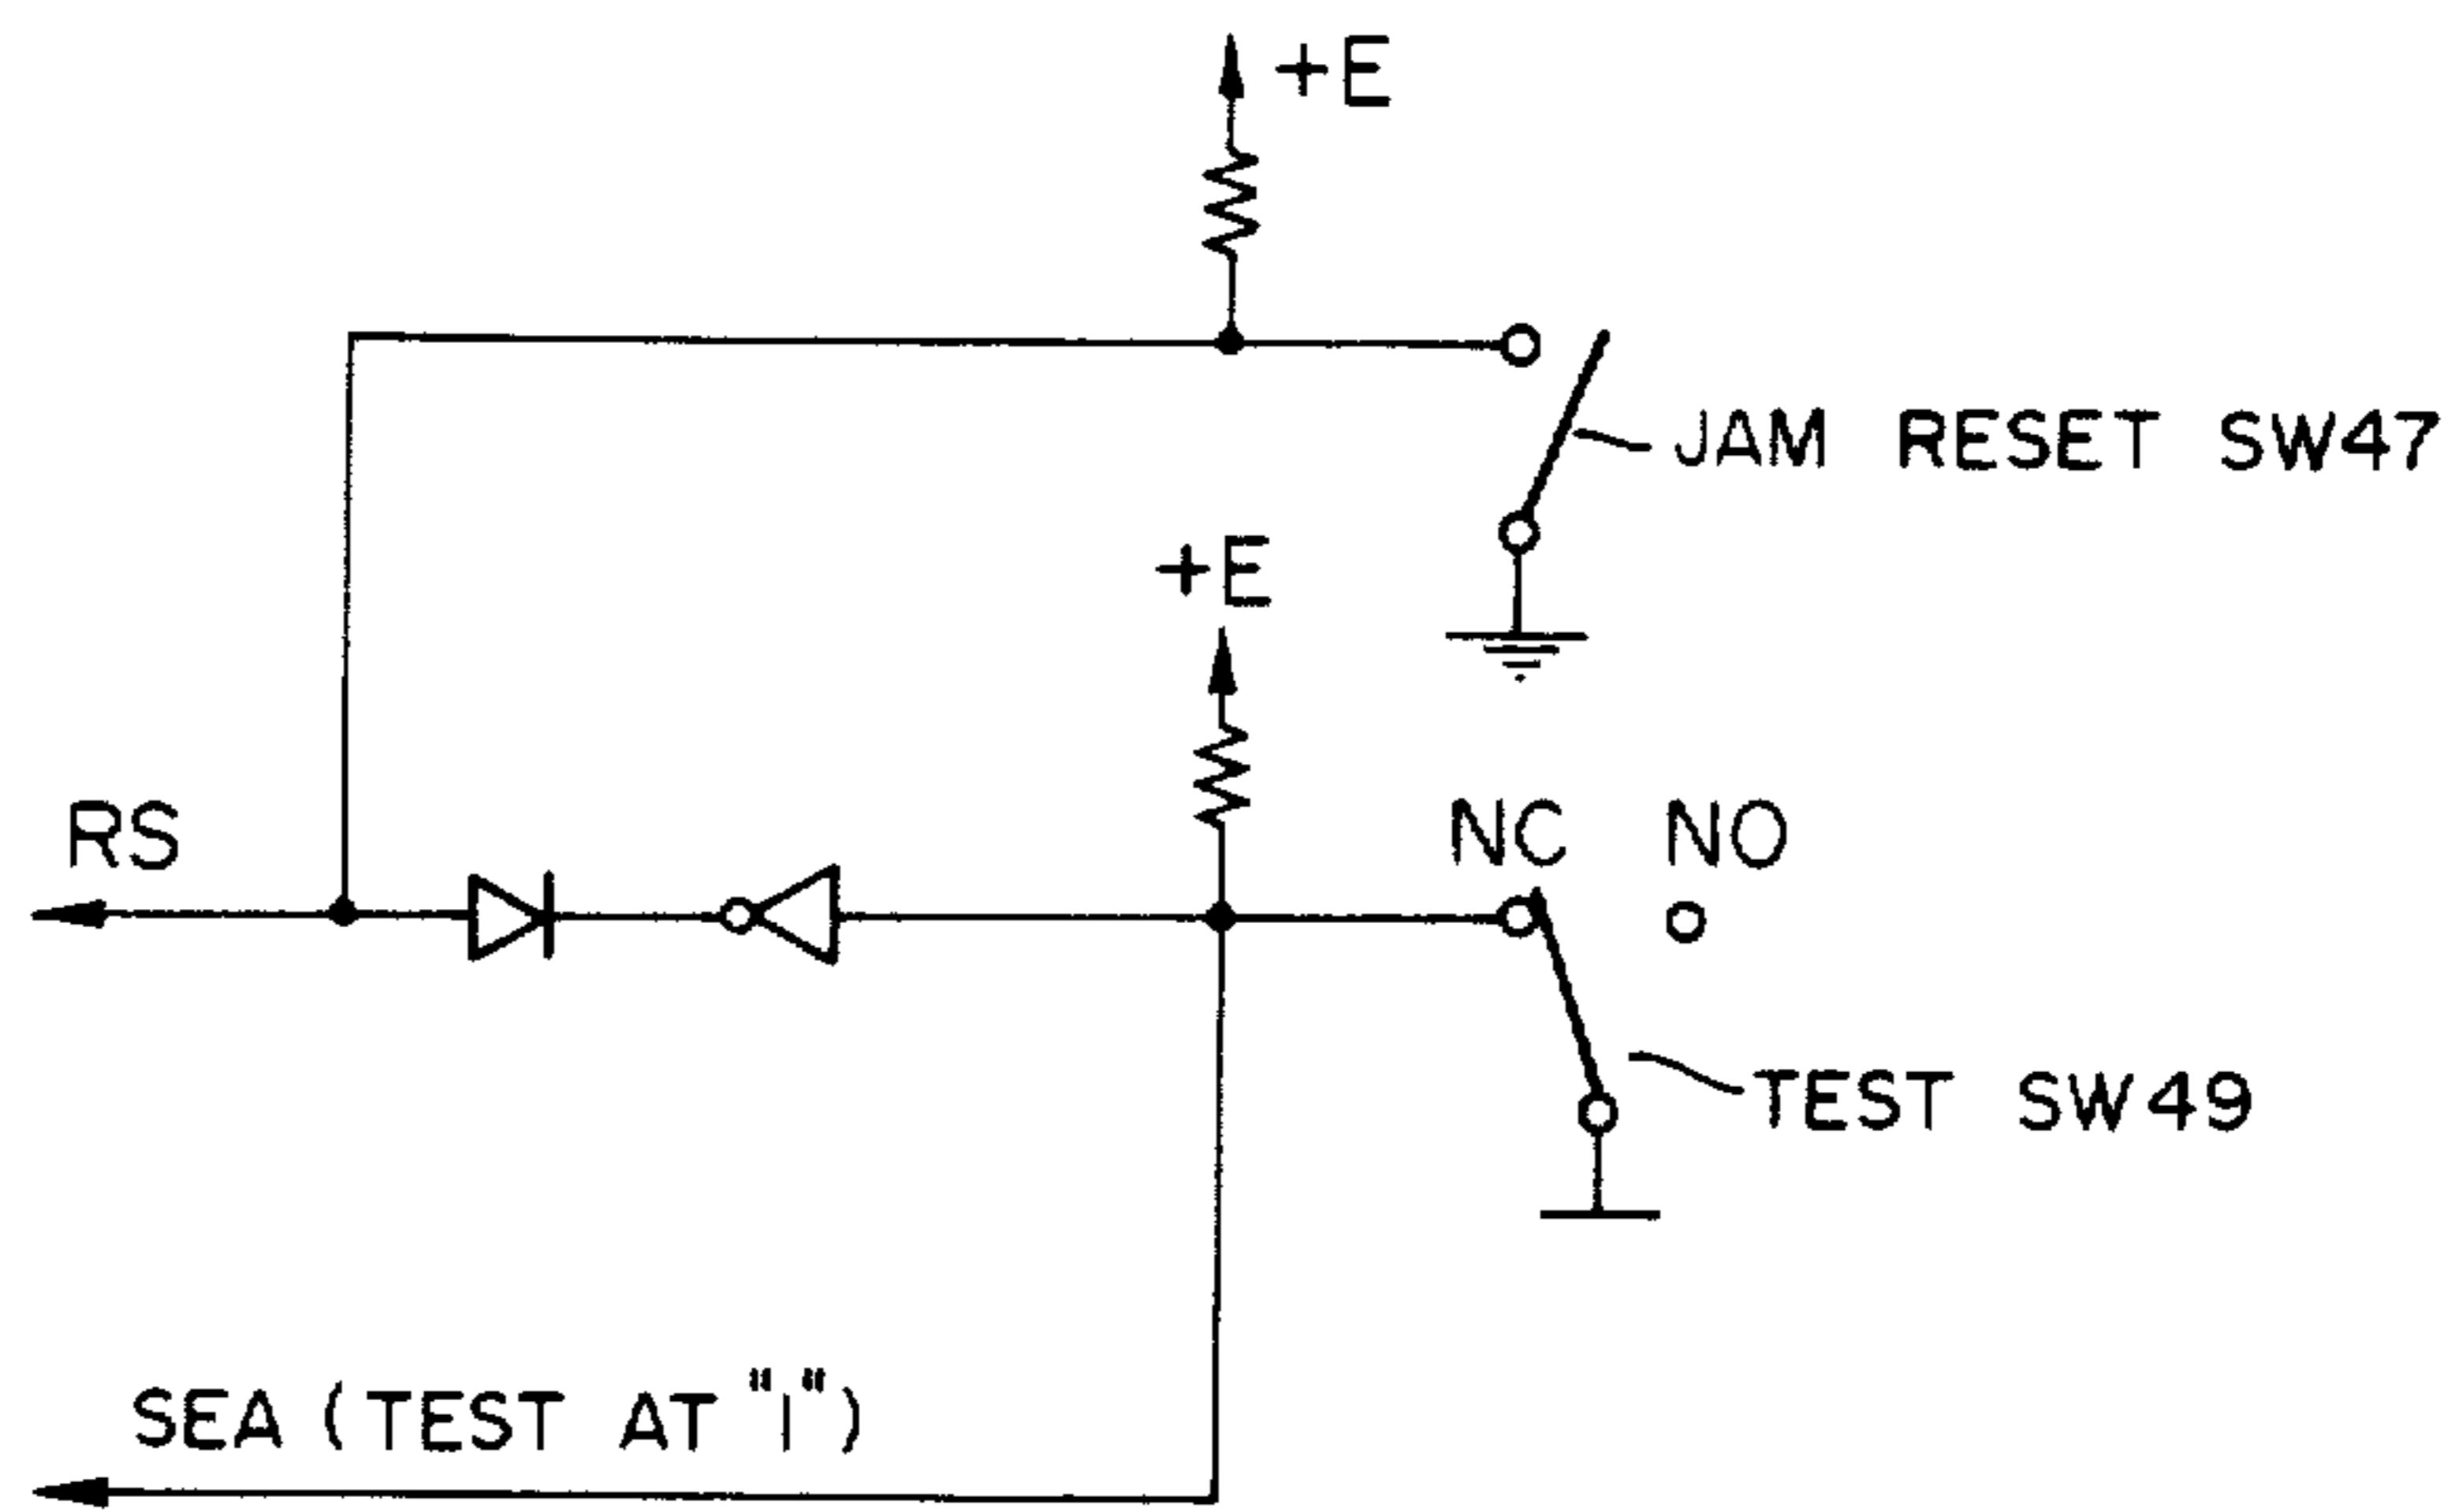 +E
JAM RESET SW47
+E
RS
NC NO
TEST SW49
SEA (TEST AT "1")